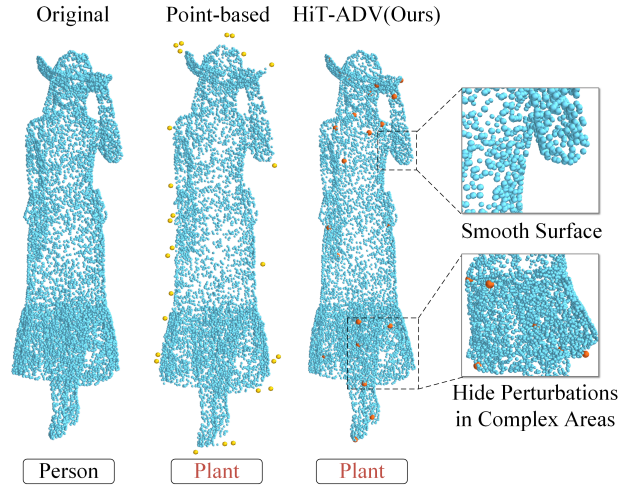 Original
Point-based
HiT-ADV(Ours)
Smooth Surface
Hide Perturbations
in Complex Areas
Person
Plant
Plant